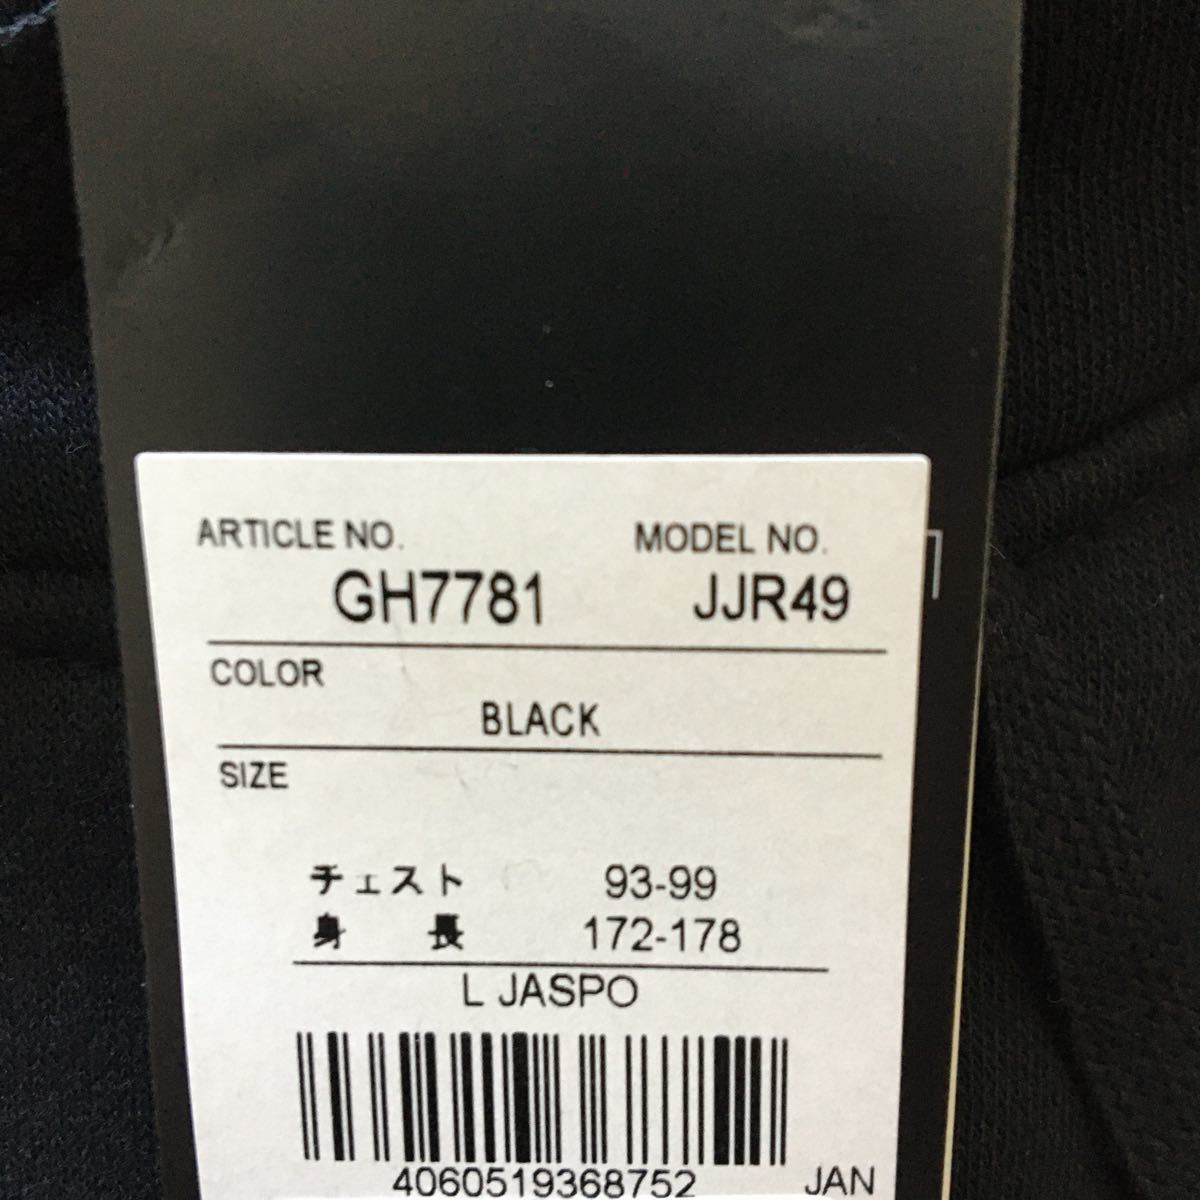 ARTICLE NO. MODEL NO.
GH7781 JJR49
COLOR
BLACK
SIZE
チェスト 93-99
身長 172-178
L JASPO
4060519368752 JAN